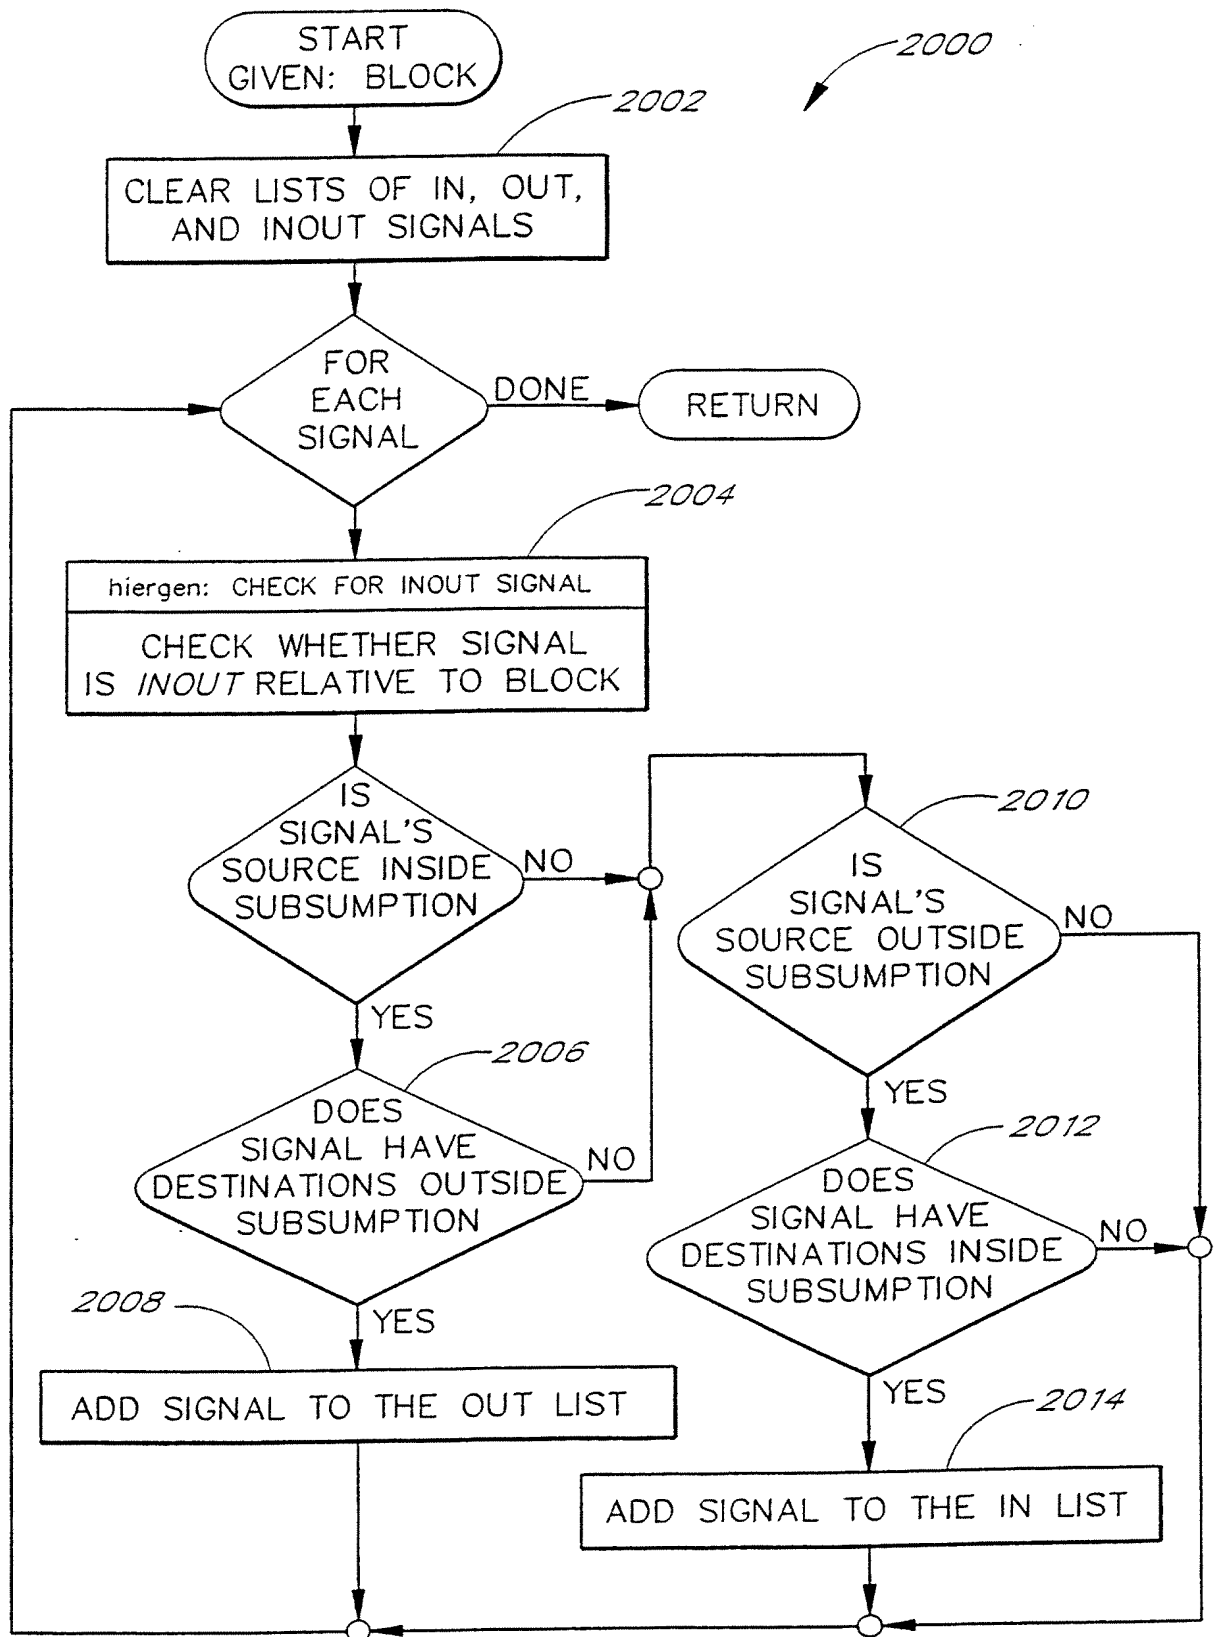 START
GIVEN: BLOCK
2000
2002
CLEAR LISTS OF IN, OUT,
AND INOUT SIGNALS
FOR
EACH
SIGNAL
DONE
RETURN
2004
hiergen: CHECK FOR INOUT SIGNAL
CHECK WHETHER SIGNAL
IS INOUT RELATIVE TO BLOCK
IS
SIGNAL'S
SOURCE INSIDE
SUBSUMPTION
NO
YES
2006
DOES
SIGNAL HAVE
DESTINATIONS OUTSIDE
SUBSUMPTION
NO
YES
2008
ADD SIGNAL TO THE OUT LIST
2010
IS
SIGNAL'S
SOURCE OUTSIDE
SUBSUMPTION
NO
YES
2012
DOES
SIGNAL HAVE
DESTINATIONS INSIDE
SUBSUMPTION
NO
YES
2014
ADD SIGNAL TO THE IN LIST